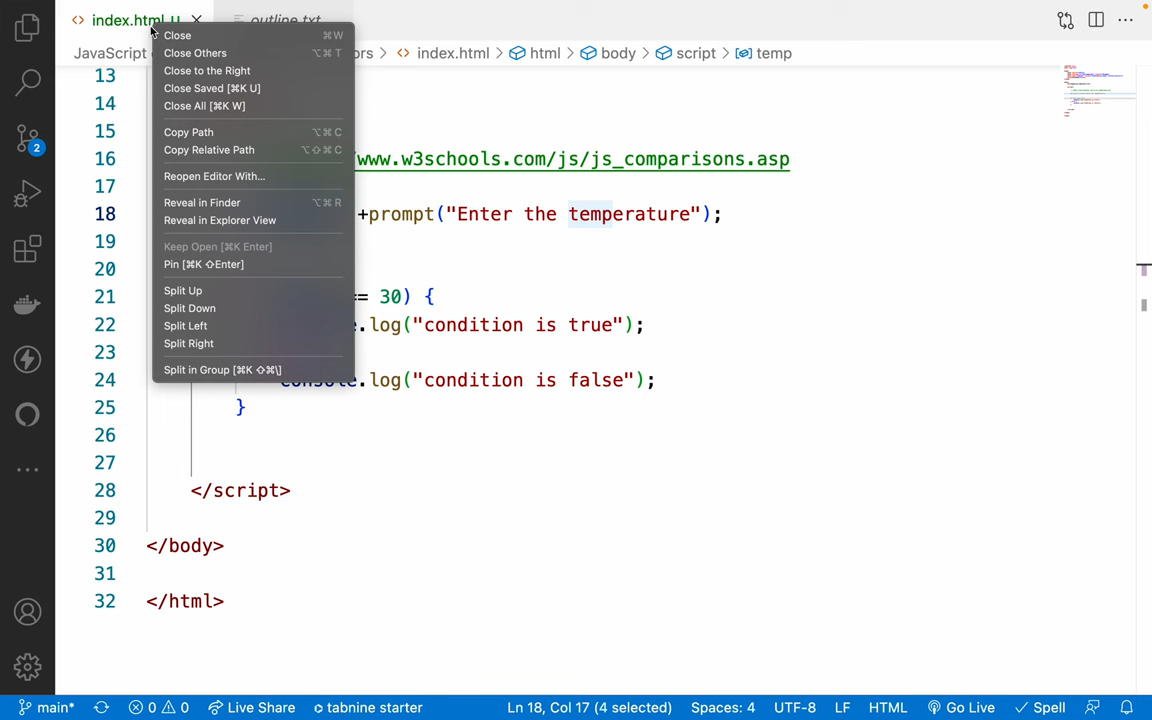 index.html U
outline.txt
JavaScript
ors > index.html > html > body > script > temp
Close ⌘W
Close Others ⌥⌘T
Close to the Right
Close Saved [⌘K U]
Close All [⌘K W]
Copy Path ⌥⌘C
Copy Relative Path ⌥⇧⌘C
Reopen Editor With...
Reveal in Finder ⌥⌘R
Reveal in Explorer View
Keep Open [⌘K Enter]
Pin [⌘K ⇧Enter]
Split Up
Split Down
Split Left
Split Right
Split in Group [⌘K ⇧⌘\]
13
14
15
16 /www.w3schools.com/js/js_comparisons.asp
17
18 +prompt("Enter the temperature");
19
20
21 == 30) {
22 e.log("condition is true");
23
24 console.log("condition is false");
25 }
26
27
28 </script>
29
30 </body>
31
32 </html>
2
main* 0 0 Live Share tabnine starter Ln 18, Col 17 (4 selected) Spaces: 4 UTF-8 LF HTML Go Live Spell